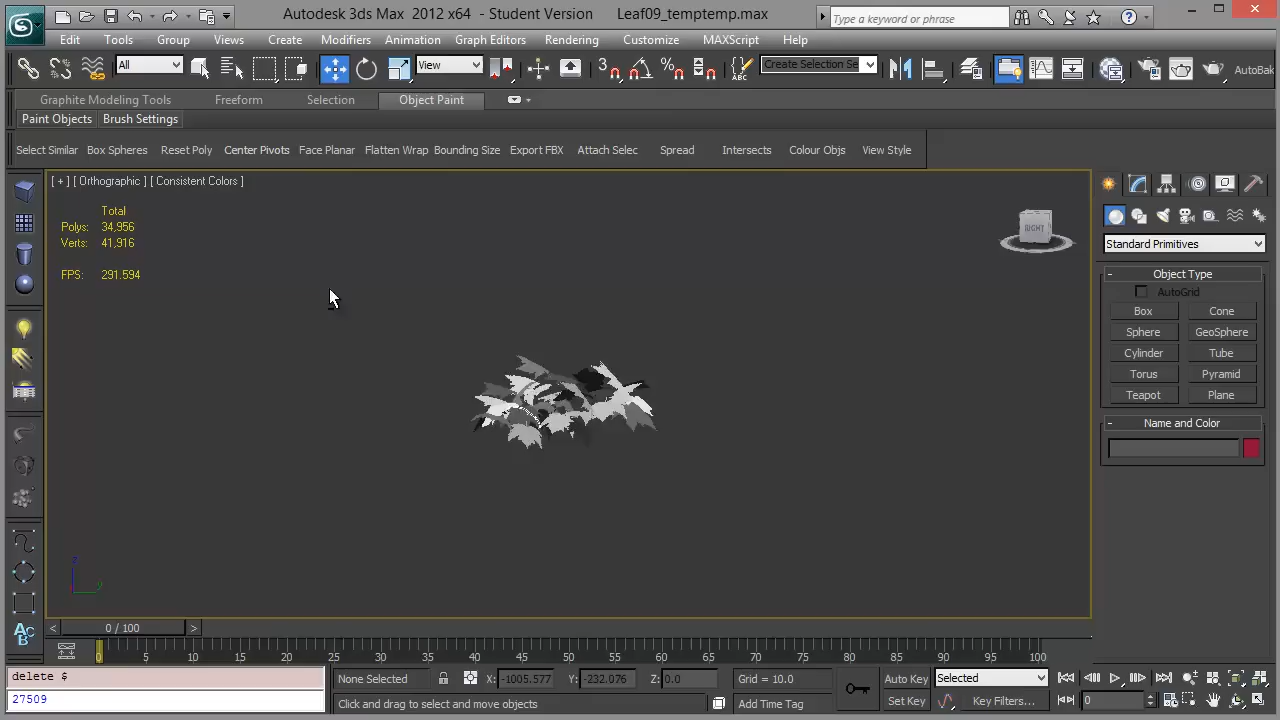 Autodesk 3ds Max 2012 x64 - Student Version Leaf09_temptemp.max
Type a keyword or phrase
Edit Tools Group Views Create Modifiers Animation Graph Editors Rendering Customize MAXScript Help
All View Create Selection Se AutoBak
Graphite Modeling Tools Freeform Selection Object Paint
Paint Objects Brush Settings
Select Similar Box Spheres Reset Poly Center Pivots Face Planar Flatten Wrap Bounding Size Export FBX Attach Selec Spread Intersects Colour Objs View Style
[ + ] [ Orthographic ] [ Consistent Colors ]
Total
Polys: 34,956
Verts: 41,916
FPS: 291.594
RIGHT
Standard Primitives
- Object Type
AutoGrid
Box Cone
Sphere GeoSphere
Cylinder Tube
Torus Pyramid
Teapot Plane
- Name and Color
z
y
< 0 / 100 >
0 5 10 15 20 25 30 35 40 45 50 55 60 65 70 75 80 85 90 95 100
delete $
27509
None Selected X: -1005.577 Y: -232.076 Z: 0.0 Grid = 10.0 Auto Key Selected
Click and drag to select and move objects Add Time Tag Set Key Key Filters... 0